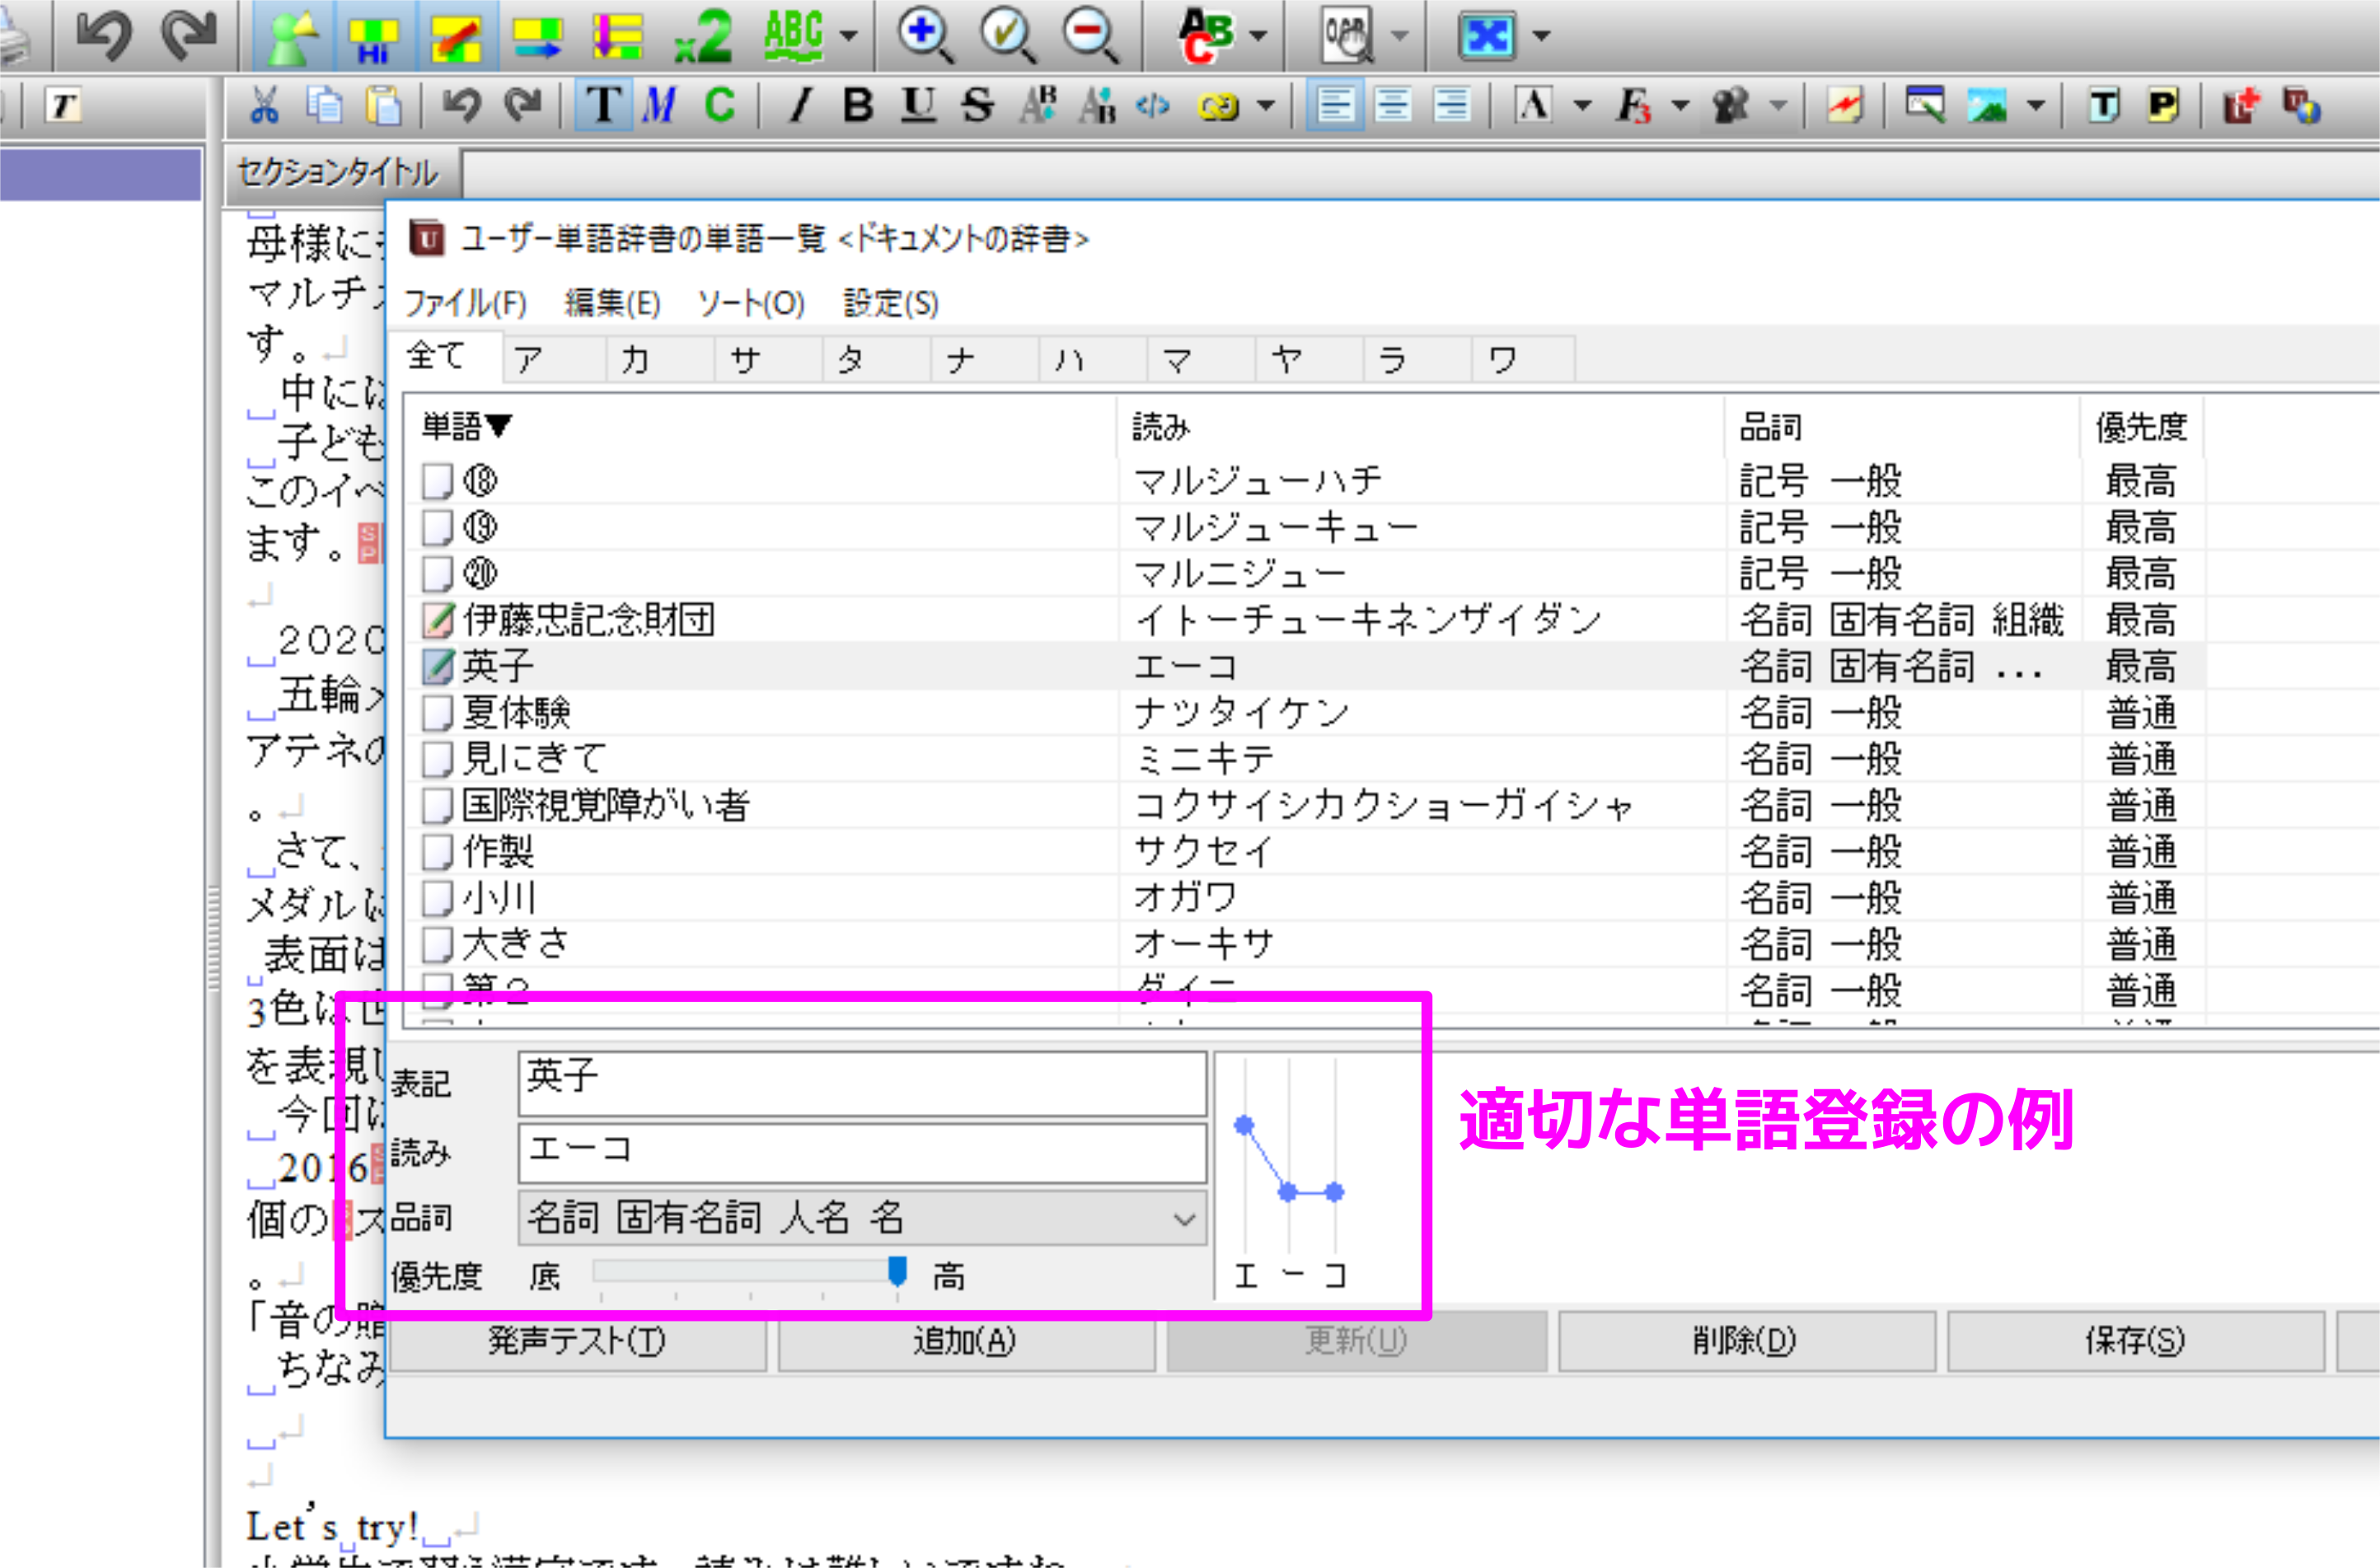 Hi x2 ABC ABC OCR
T T M C I B U S AB AB </> A F3 T P
セクションタイトル
母様に
マルチ
す。
中に
子ども
このイベ
ます。SP
2020
五輪
アテネの
。
さて、
メダルに
表面は
3色は
を表現し
今回
2016
個の ス
。
「音の贈
ちなみ
Let's try!
ユーザー単語辞書の単語一覧 <ドキュメントの辞書>
ファイル(F) 編集(E) ソート(O) 設定(S)
全て ア カ サ タ ナ ハ マ ヤ ラ ワ
単語▼ 読み 品詞 優先度
⑱ マルジューハチ 記号 一般 最高
⑲ マルジューキュー 記号 一般 最高
⑳ マルニジュー 記号 一般 最高
伊藤忠記念財団 イトーチューキネンザイダン 名詞 固有名詞 組織 最高
英子 エーコ 名詞 固有名詞 ... 最高
夏体験 ナツタイケン 名詞 一般 普通
見にきて ミニキテ 名詞 一般 普通
国際視覚障がい者 コクサイシカクショーガイシャ 名詞 一般 普通
作製 サクセイ 名詞 一般 普通
小川 オガワ 名詞 一般 普通
大きさ オーキサ 名詞 一般 普通
第2 ダイニ 名詞 一般 普通
表記 英子
読み エーコ
品詞 名詞 固有名詞 人名 名
優先度 底 高
エ ー コ
適切な単語登録の例
発声テスト(T) 追加(A) 更新(U) 削除(D) 保存(S)